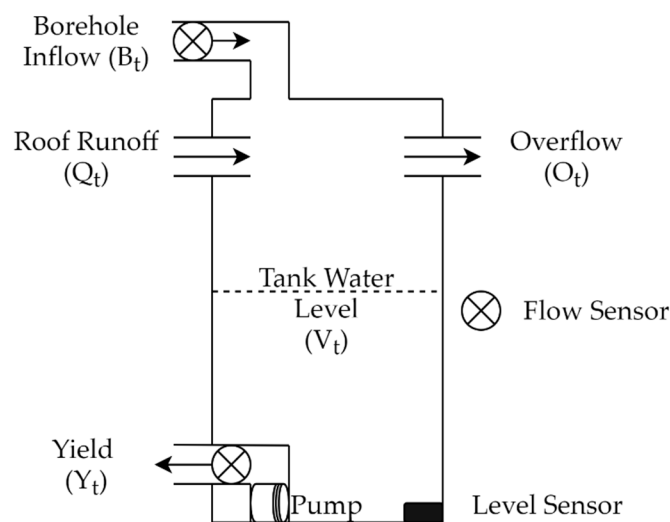 Borehole
Inflow (Bt)
Roof Runoff
(Qt)
Overflow
(Ot)
Tank Water
Level
(Vt)
Flow Sensor
Yield
(Yt)
Pump
Level Sensor